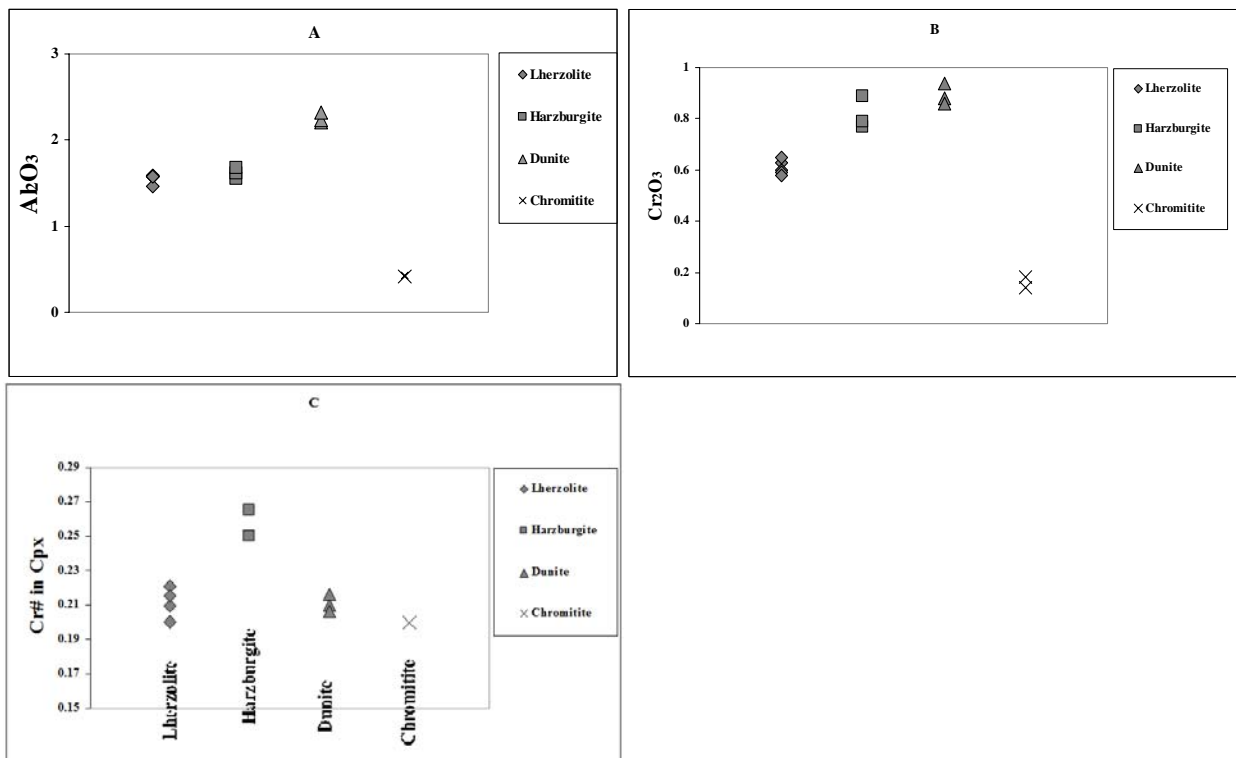 A
3
2
1
0
Al2O3
Lherzolite
Harzburgite
Dunite
Chromitite
B
1
0.8
0.6
0.4
0.2
0
Cr2O3
Lherzolite
Harzburgite
Dunite
Chromitite
C
0.29
0.27
0.25
0.23
0.21
0.19
0.17
0.15
Cr# in Cpx
Lherzolite
Harzburgite
Dunite
Chromitite
Lherzolite
Harzburgite
Dunite
Chromitite